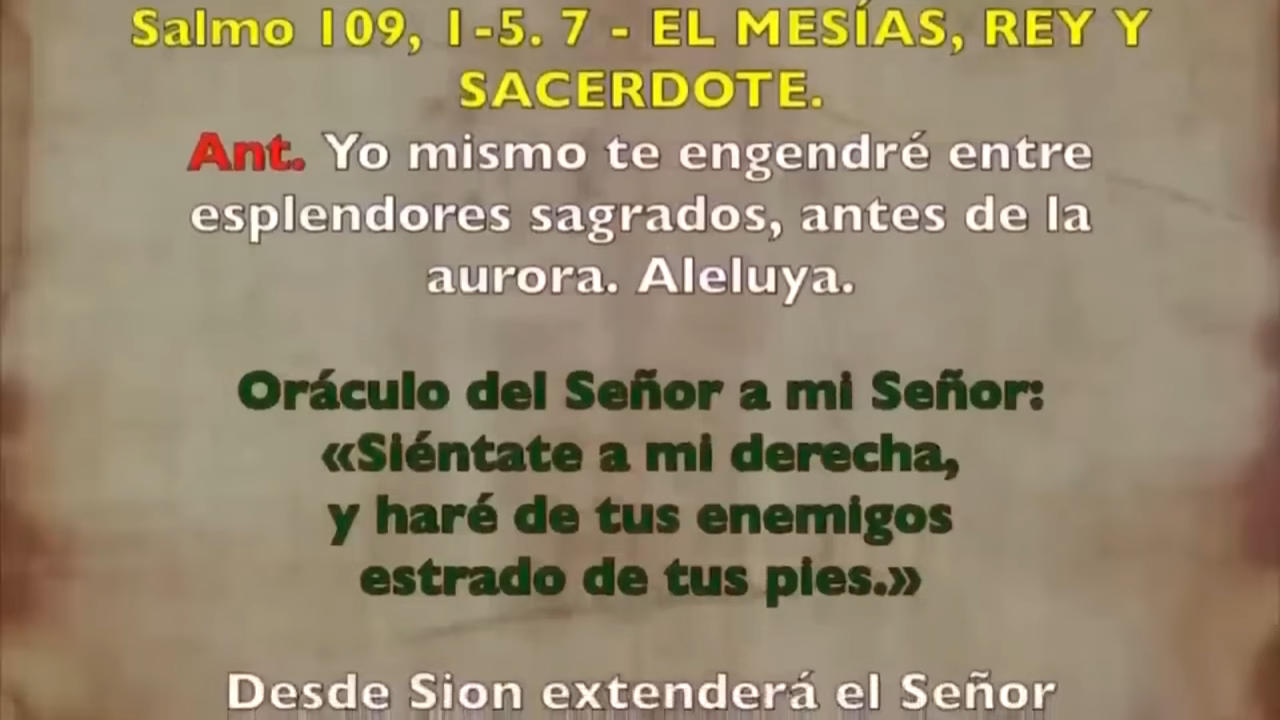 Salmo 109, 1-5. 7 - EL MESÍAS, REY Y
SACERDOTE.
Ant. Yo mismo te engendré entre
esplendores sagrados, antes de la
aurora. Aleluya.
Oráculo del Señor a mi Señor:
«Siéntate a mi derecha,
y haré de tus enemigos
estrado de tus pies.»
Desde Sion extenderá el Señor